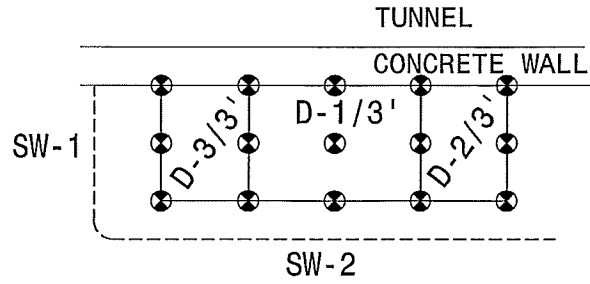 TUNNEL
CONCRETE WALL
D-1/3'
D-3/3'
D-2/3'
SW-1
SW-2